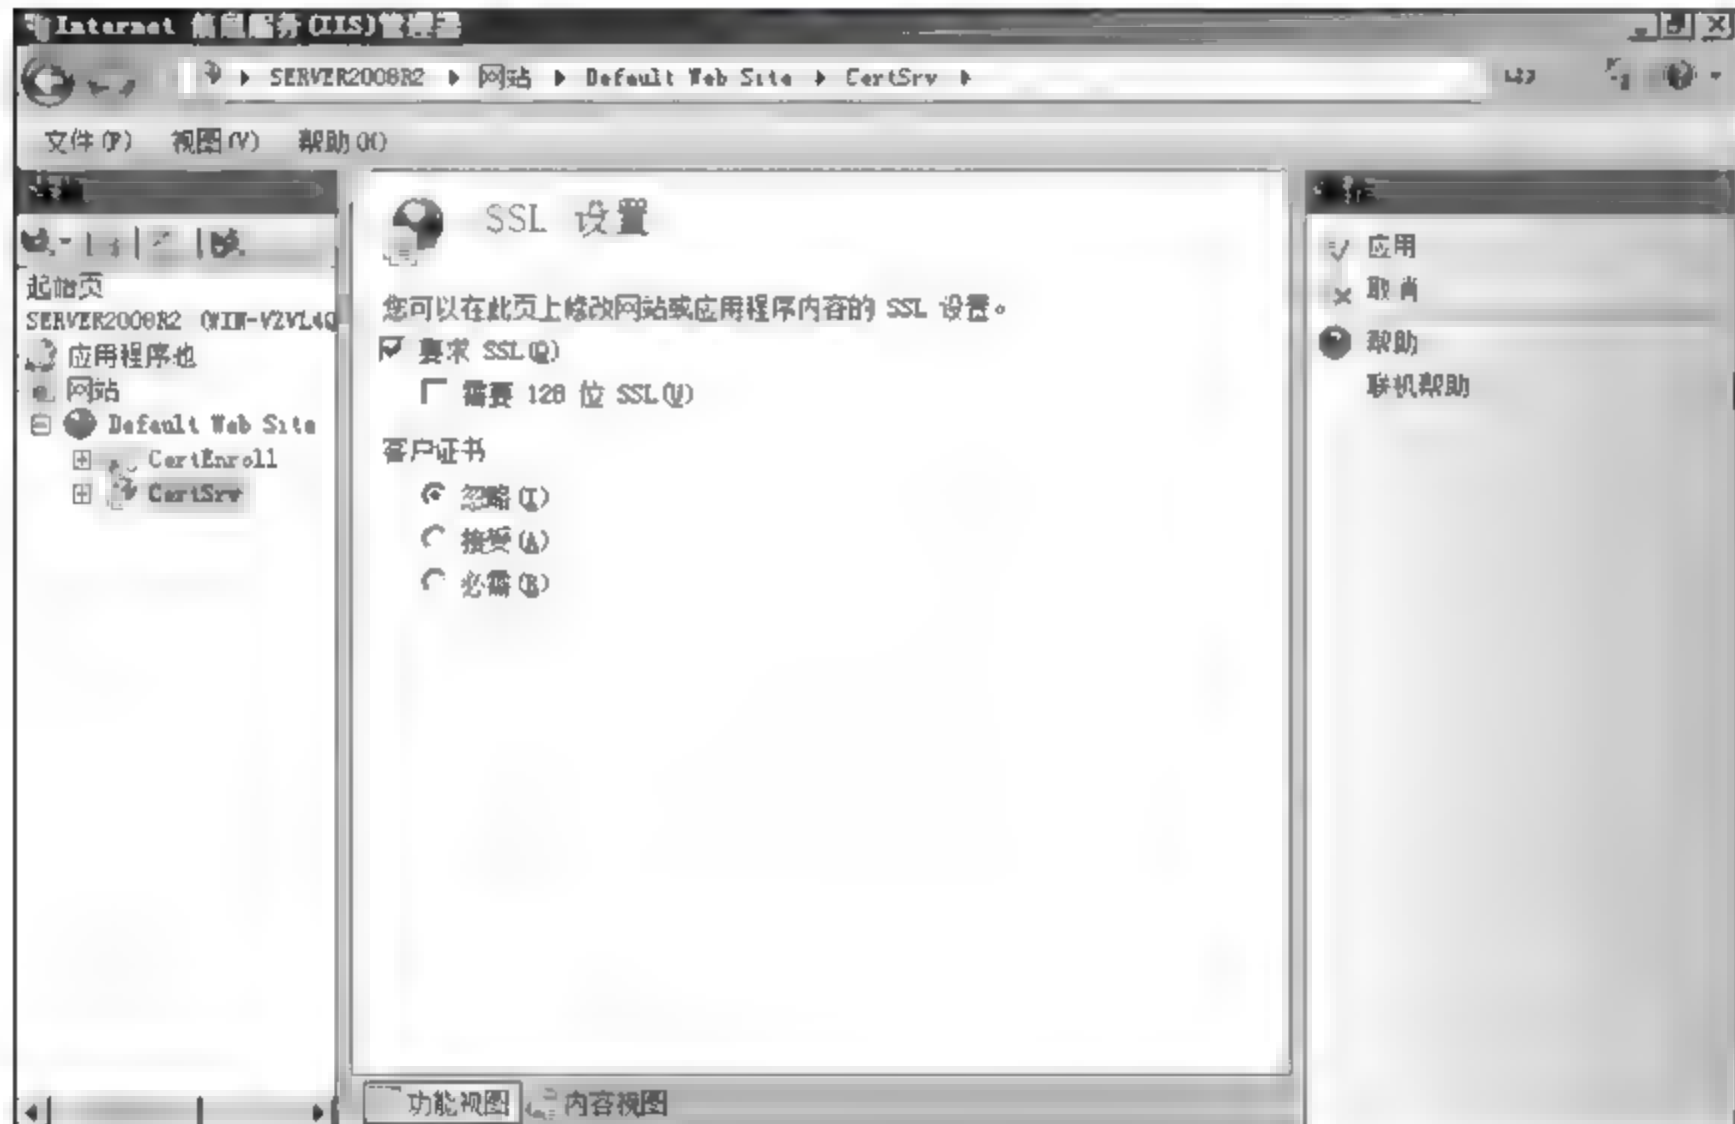 Internet 信息服务(IIS)管理器
SERVER2008R2 网站 Default Web Site CertSrv
文件(F) 视图(V) 帮助(H)
起始页
SERVER2008R2 (WIN-V2VL4Q
应用程序池
网站
Default Web Site
CertEnroll
CertSrv
SSL 设置
您可以在此页上修改网站或应用程序内容的 SSL 设置。
要求 SSL(Q)
需要 128 位 SSL(V)
客户证书
忽略(I)
接受(A)
必需(R)
功能视图 内容视图
应用
取消
帮助
联机帮助